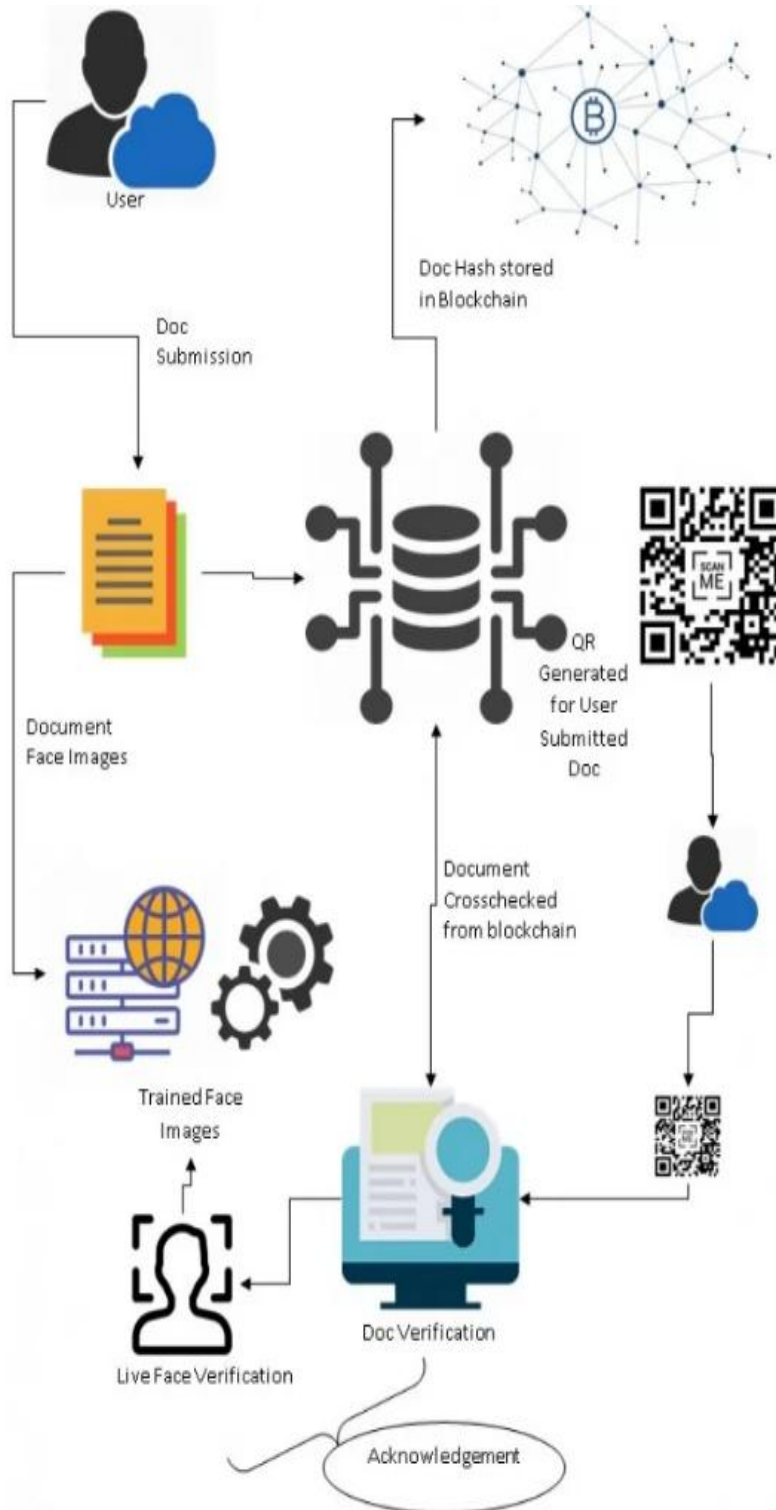 User
Doc Hash stored
in Blockchain
Doc
Submission
SCAN
ME
QR
Generated
for User
Submitted
Doc
Document
Face Images
Document
Crosschecked
from blockchain
Trained Face
Images
Doc Verification
Live Face Verification
Acknowledgement